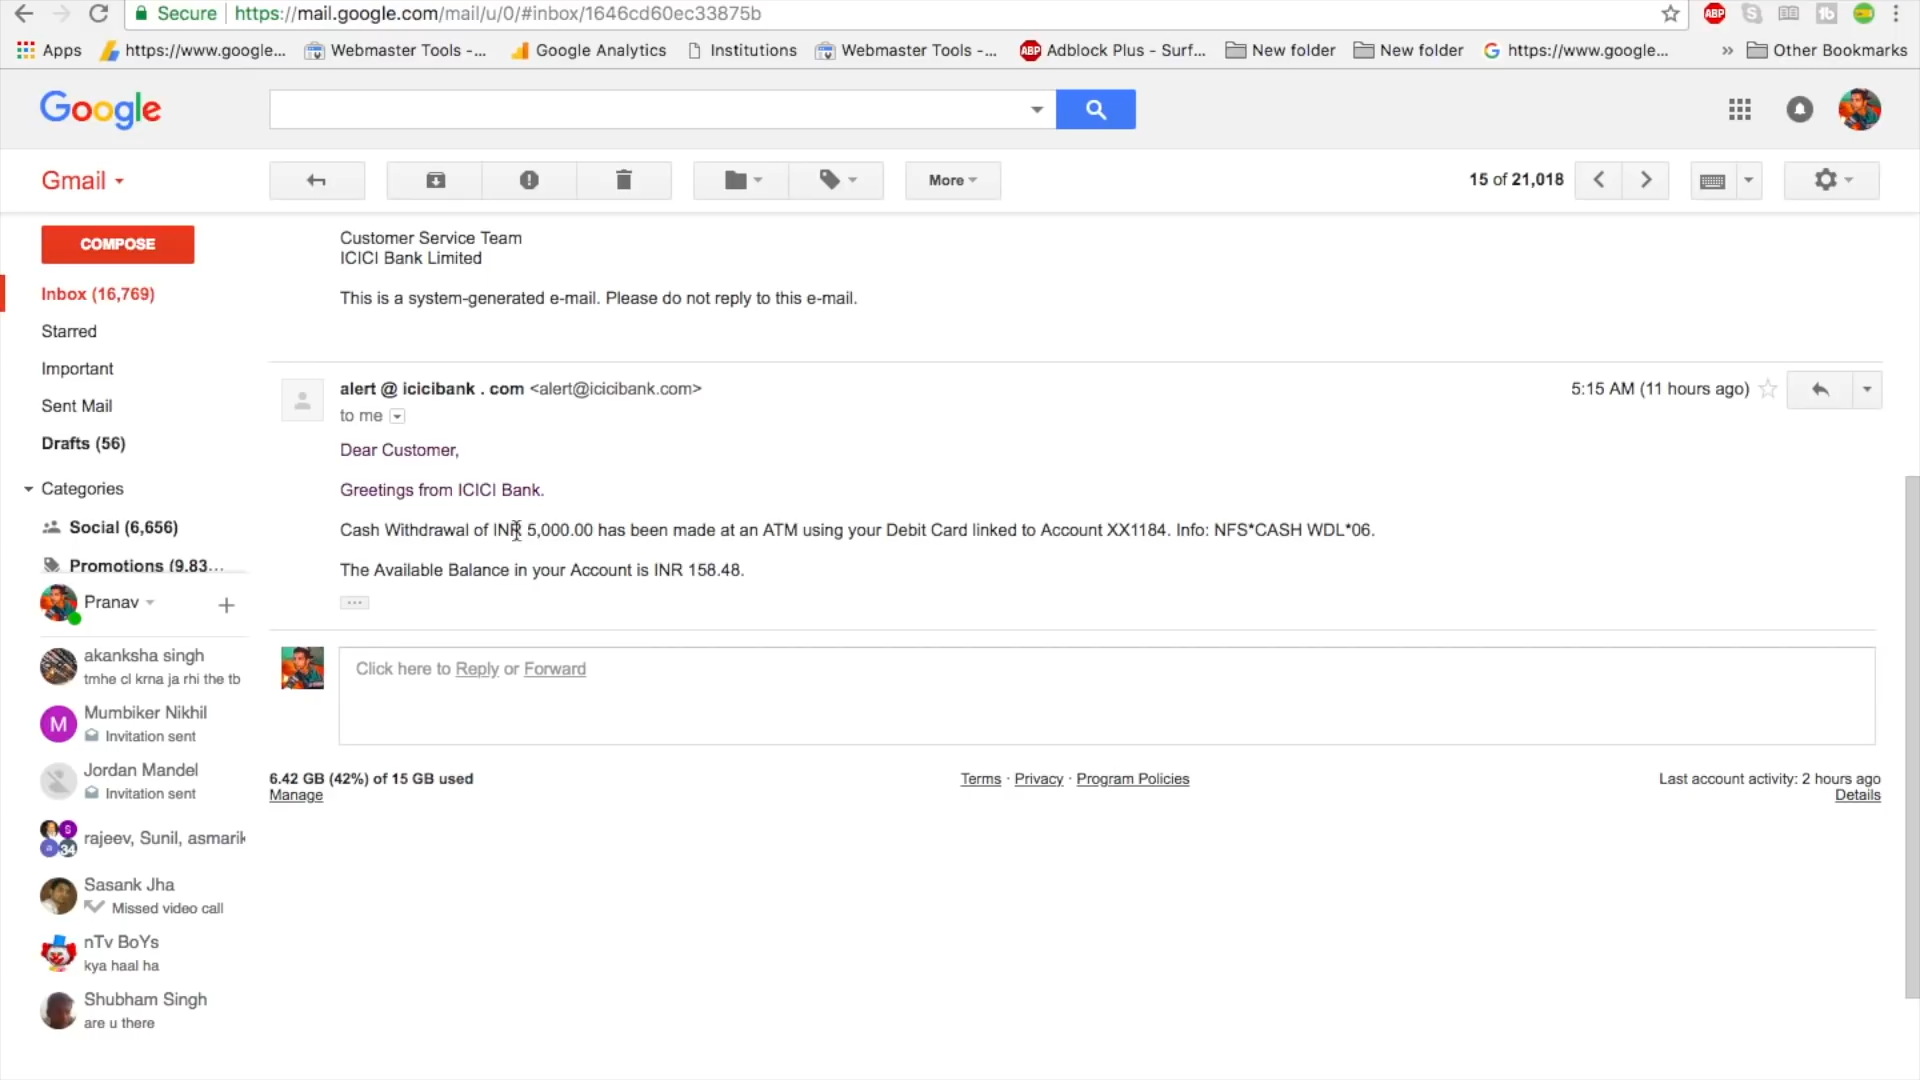 Secure https://mail.google.com/mail/u/0/#inbox/1646cd60ec33875b
ABP
Apps https://www.google... Webmaster Tools -... Google Analytics Institutions Webmaster Tools -... ABP Adblock Plus - Surf... New folder New folder https://www.google... » Other Bookmarks
Google
Gmail
More
15 of 21,018
COMPOSE
Inbox (16,769)
Starred
Important
Sent Mail
Drafts (56)
Categories
Social (6,656)
Promotions (9,83...
Pranav
akanksha singh
tmhe cl krna ja rhi the tb
M
Mumbiker Nikhil
Invitation sent
Jordan Mandel
Invitation sent
S
a 34
rajeev, Sunil, asmarik
Sasank Jha
Missed video call
nTv BoYs
kya haal ha
Shubham Singh
are u there
Customer Service Team
ICICI Bank Limited
This is a system-generated e-mail. Please do not reply to this e-mail.
alert @ icicibank . com <alert@icicibank.com>
5:15 AM (11 hours ago)
to me
Dear Customer,
Greetings from ICICI Bank.
Cash Withdrawal of INR 5,000.00 has been made at an ATM using your Debit Card linked to Account XX1184. Info: NFS*CASH WDL*06.
The Available Balance in your Account is INR 158.48.
Click here to Reply or Forward
6.42 GB (42%) of 15 GB used
Manage
Terms · Privacy · Program Policies
Last account activity: 2 hours ago
Details